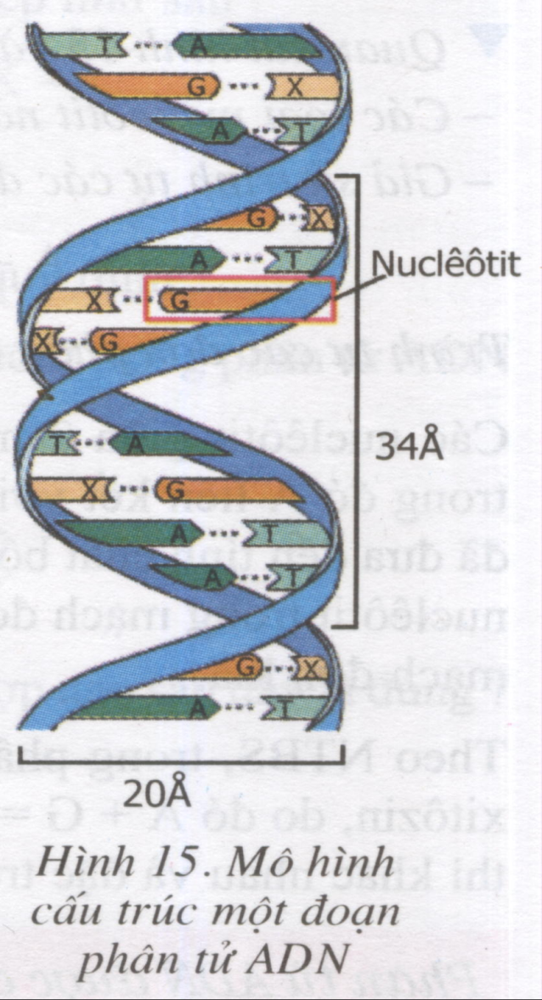 T A
G X
A T
G X
A T
Nuclêôtit
X G
X G
T A
34Å
X G
A T
A T
G X
A T
20Å
Hình 15. Mô hình
cấu trúc một đoạn
phân tử ADN